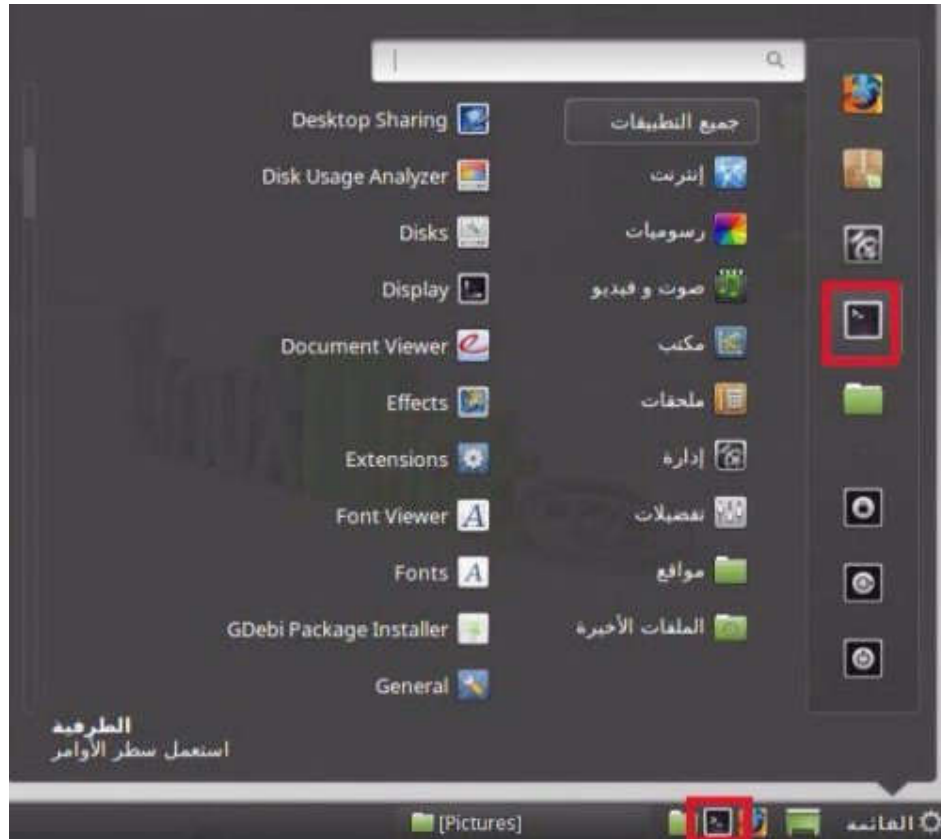 جميع التطبيقات
إنترنت
رسوميات
صوت و فيديو
مكتب
ملحقات
إدارة
تفضيلات
مواقع
الملفات الأخيرة
Desktop Sharing
Disk Usage Analyzer
Disks
Display
Document Viewer
Effects
Extensions
Font Viewer
Fonts
GDebi Package Installer
General
الطرفية
استعمل سطر الأوامر
القائمة
[Pictures]